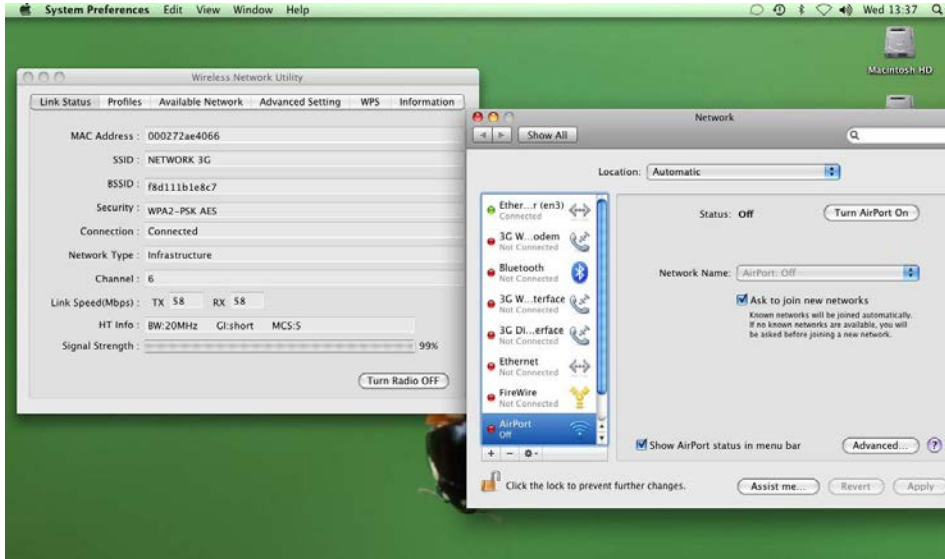 System Preferences Edit View Window Help Wed 13:37
Macintosh HD
Wireless Network Utility
Link Status Profiles Available Network Advanced Setting WPS Information
MAC Address : 000272ae4066
SSID : NETWORK 3G
BSSID : f8d111b1e8c7
Security : WPA2-PSK AES
Connection : Connected
Network Type : Infrastructure
Channel : 6
Link Speed(Mbps) : TX 58 RX 58
HT Info : BW:20MHz GI:short MCS:5
Signal Strength : 99%
Turn Radio OFF
Network
Show All
Location: Automatic
Ether...r (en3)
Connected
3G W...odem
Not Connected
Bluetooth
Not Connected
3G W...terface
Not Connected
3G Di...erface
Not Connected
Ethernet
Not Connected
FireWire
Not Connected
AirPort
Off
Status: Off Turn AirPort On
Network Name: AirPort: Off
Ask to join new networks
Known networks will be joined automatically.
If no known networks are available, you will
be asked before joining a new network.
Show AirPort status in menu bar Advanced... ?
Click the lock to prevent further changes.
Assist me... Revert Apply